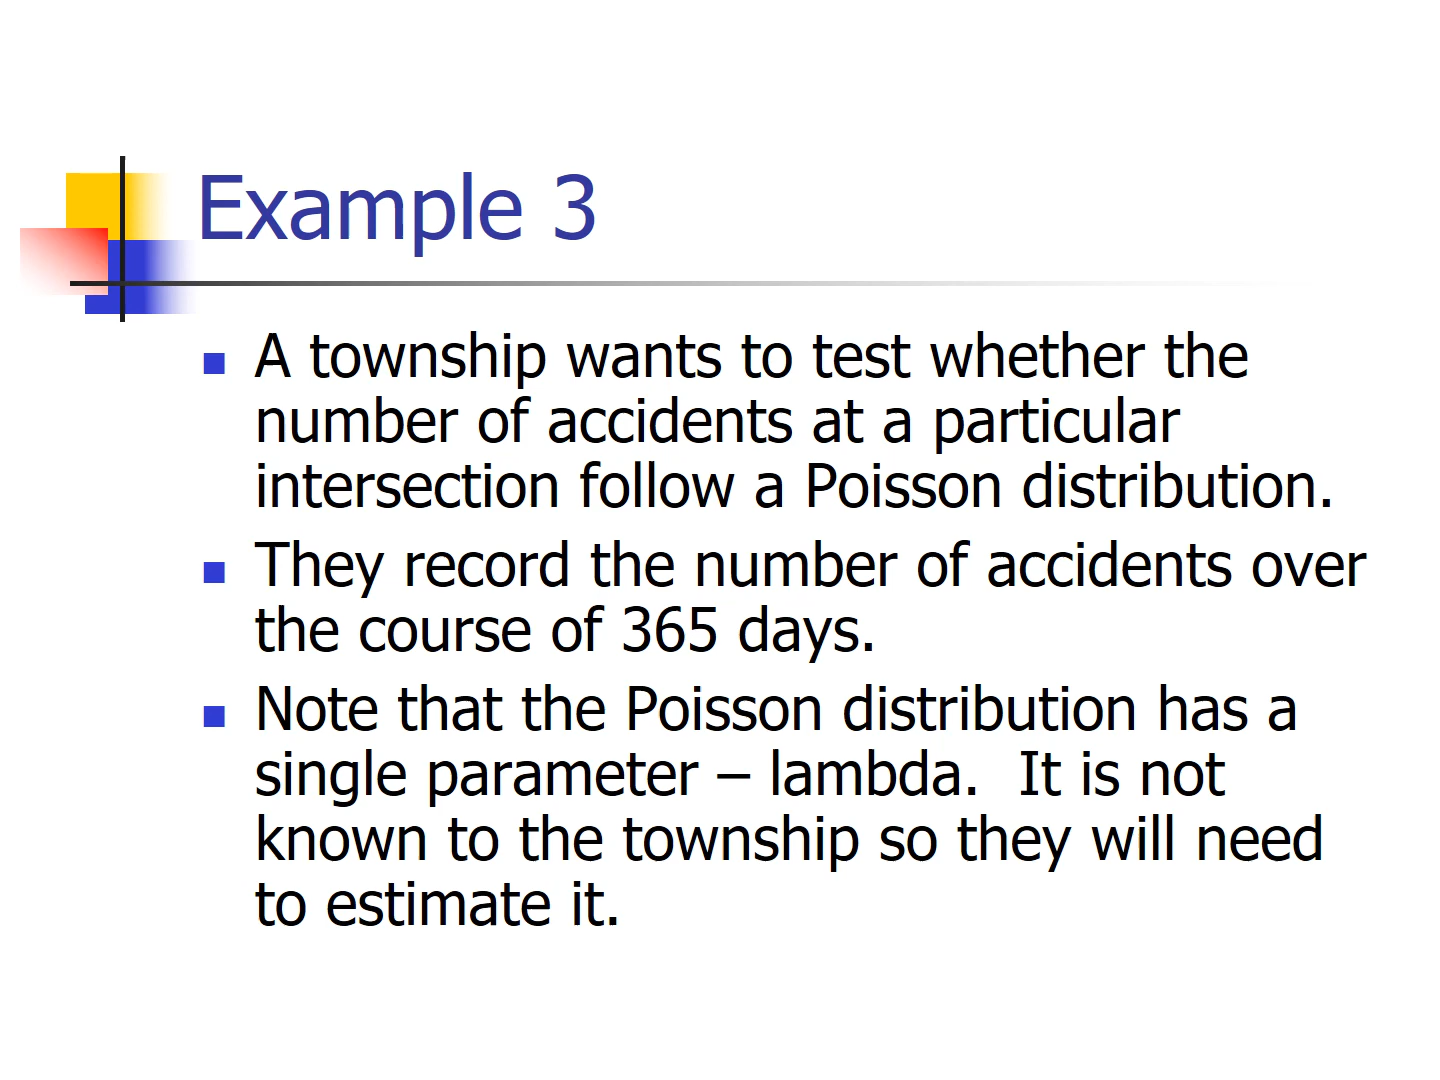 Example 3
A township wants to test whether the
number of accidents at a particular
intersection follow a Poisson distribution.
They record the number of accidents over
the course of 365 days.
Note that the Poisson distribution has a
single parameter – lambda.  It is not
known to the township so they will need
to estimate it.